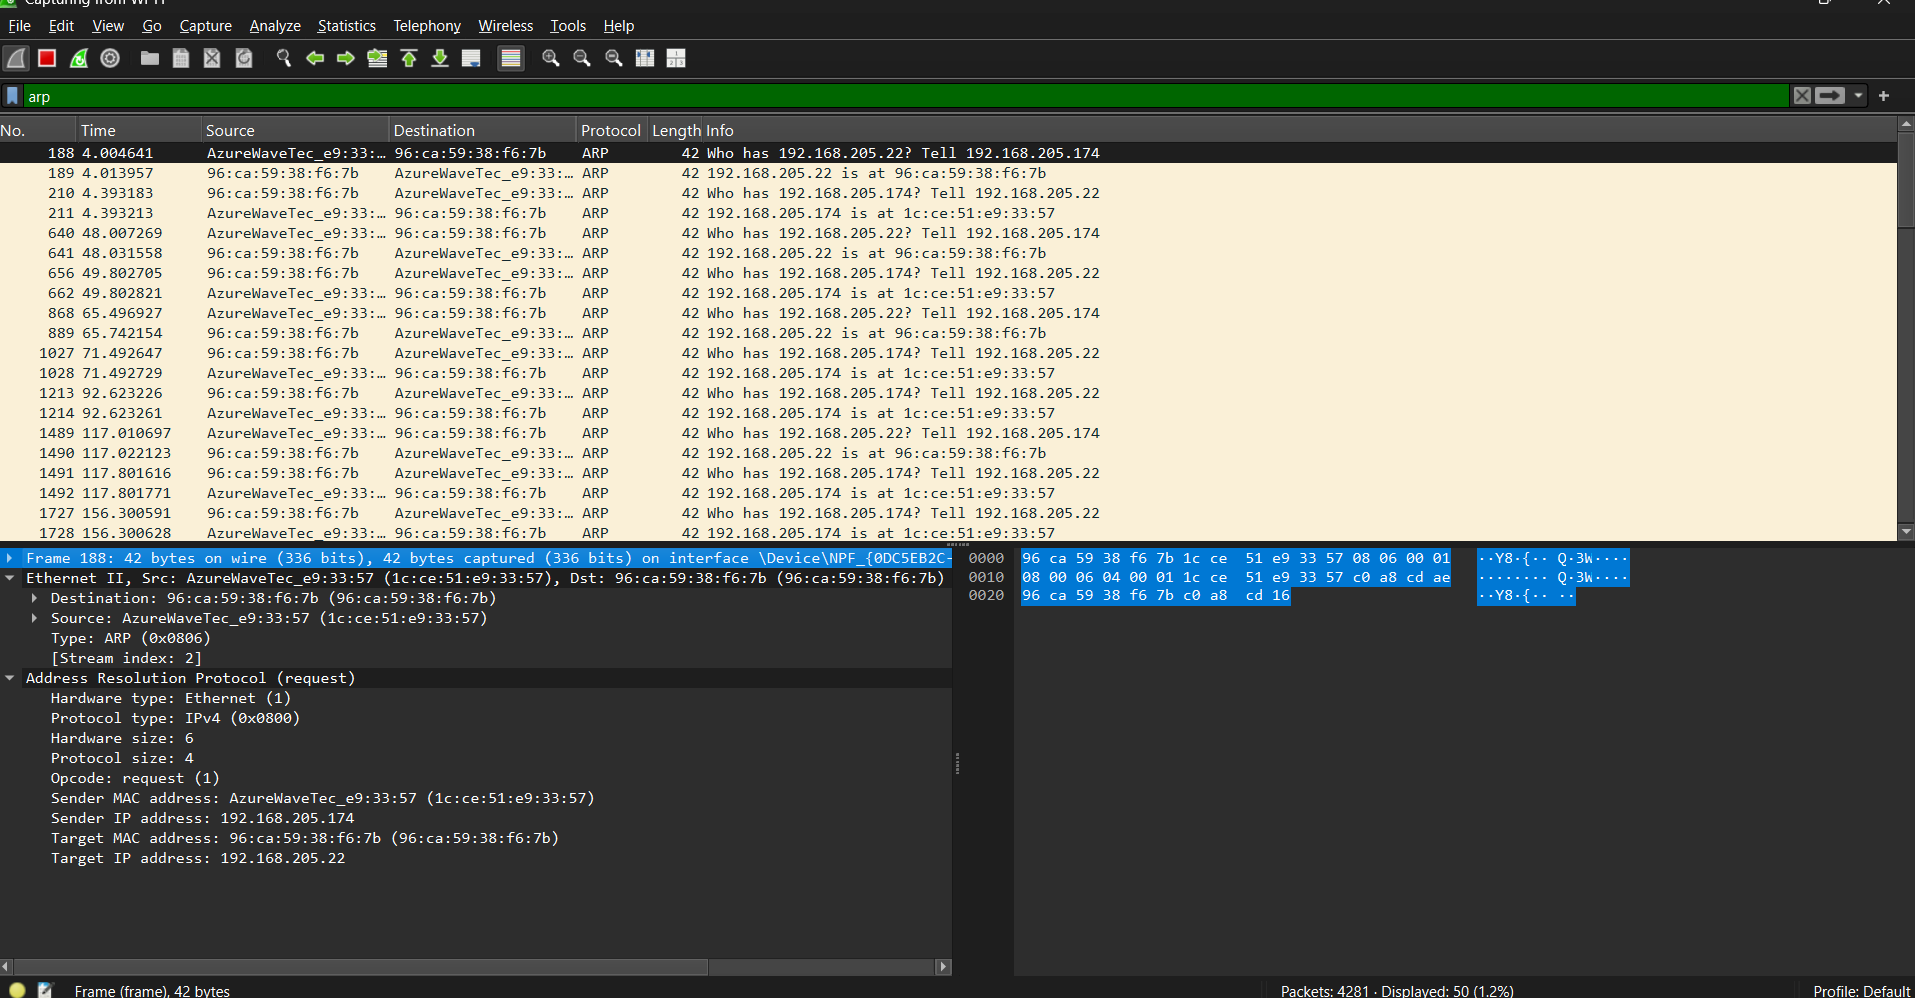 Capturing from Wi-Fi
File Edit View Go Capture Analyze Statistics Telephony Wireless Tools Help
arp
No. Time Source Destination Protocol Length Info
188 4.004641 AzureWaveTec_e9:33:… 96:ca:59:38:f6:7b ARP 42 Who has 192.168.205.22? Tell 192.168.205.174
189 4.013957 96:ca:59:38:f6:7b AzureWaveTec_e9:33:… ARP 42 192.168.205.22 is at 96:ca:59:38:f6:7b
210 4.393183 96:ca:59:38:f6:7b AzureWaveTec_e9:33:… ARP 42 Who has 192.168.205.174? Tell 192.168.205.22
211 4.393213 AzureWaveTec_e9:33:… 96:ca:59:38:f6:7b ARP 42 192.168.205.174 is at 1c:ce:51:e9:33:57
640 48.007269 AzureWaveTec_e9:33:… 96:ca:59:38:f6:7b ARP 42 Who has 192.168.205.22? Tell 192.168.205.174
641 48.031558 96:ca:59:38:f6:7b AzureWaveTec_e9:33:… ARP 42 192.168.205.22 is at 96:ca:59:38:f6:7b
656 49.802705 96:ca:59:38:f6:7b AzureWaveTec_e9:33:… ARP 42 Who has 192.168.205.174? Tell 192.168.205.22
662 49.802821 AzureWaveTec_e9:33:… 96:ca:59:38:f6:7b ARP 42 192.168.205.174 is at 1c:ce:51:e9:33:57
868 65.496927 AzureWaveTec_e9:33:… 96:ca:59:38:f6:7b ARP 42 Who has 192.168.205.22? Tell 192.168.205.174
889 65.742154 96:ca:59:38:f6:7b AzureWaveTec_e9:33:… ARP 42 192.168.205.22 is at 96:ca:59:38:f6:7b
1027 71.492647 96:ca:59:38:f6:7b AzureWaveTec_e9:33:… ARP 42 Who has 192.168.205.174? Tell 192.168.205.22
1028 71.492729 AzureWaveTec_e9:33:… 96:ca:59:38:f6:7b ARP 42 192.168.205.174 is at 1c:ce:51:e9:33:57
1213 92.623226 96:ca:59:38:f6:7b AzureWaveTec_e9:33:… ARP 42 Who has 192.168.205.174? Tell 192.168.205.22
1214 92.623261 AzureWaveTec_e9:33:… 96:ca:59:38:f6:7b ARP 42 192.168.205.174 is at 1c:ce:51:e9:33:57
1489 117.010697 AzureWaveTec_e9:33:… 96:ca:59:38:f6:7b ARP 42 Who has 192.168.205.22? Tell 192.168.205.174
1490 117.022123 96:ca:59:38:f6:7b AzureWaveTec_e9:33:… ARP 42 192.168.205.22 is at 96:ca:59:38:f6:7b
1491 117.801616 96:ca:59:38:f6:7b AzureWaveTec_e9:33:… ARP 42 Who has 192.168.205.174? Tell 192.168.205.22
1492 117.801771 AzureWaveTec_e9:33:… 96:ca:59:38:f6:7b ARP 42 192.168.205.174 is at 1c:ce:51:e9:33:57
1727 156.300591 96:ca:59:38:f6:7b AzureWaveTec_e9:33:… ARP 42 Who has 192.168.205.174? Tell 192.168.205.22
1728 156.300628 AzureWaveTec_e9:33:… 96:ca:59:38:f6:7b ARP 42 192.168.205.174 is at 1c:ce:51:e9:33:57
Frame 188: 42 bytes on wire (336 bits), 42 bytes captured (336 bits) on interface \Device\NPF_{0DC5EB2C-
Ethernet II, Src: AzureWaveTec_e9:33:57 (1c:ce:51:e9:33:57), Dst: 96:ca:59:38:f6:7b (96:ca:59:38:f6:7b)
Destination: 96:ca:59:38:f6:7b (96:ca:59:38:f6:7b)
Source: AzureWaveTec_e9:33:57 (1c:ce:51:e9:33:57)
Type: ARP (0x0806)
[Stream index: 2]
Address Resolution Protocol (request)
Hardware type: Ethernet (1)
Protocol type: IPv4 (0x0800)
Hardware size: 6
Protocol size: 4
Opcode: request (1)
Sender MAC address: AzureWaveTec_e9:33:57 (1c:ce:51:e9:33:57)
Sender IP address: 192.168.205.174
Target MAC address: 96:ca:59:38:f6:7b (96:ca:59:38:f6:7b)
Target IP address: 192.168.205.22
0000 96 ca 59 38 f6 7b 1c ce 51 e9 33 57 08 06 00 01 ··Y8·{·· Q·3W····
0010 08 00 06 04 00 01 1c ce 51 e9 33 57 c0 a8 cd ae ········ Q·3W····
0020 96 ca 59 38 f6 7b c0 a8 cd 16 ··Y8·{·· ··
Frame (frame), 42 bytes
Packets: 4281 · Displayed: 50 (1.2%)
Profile: Default